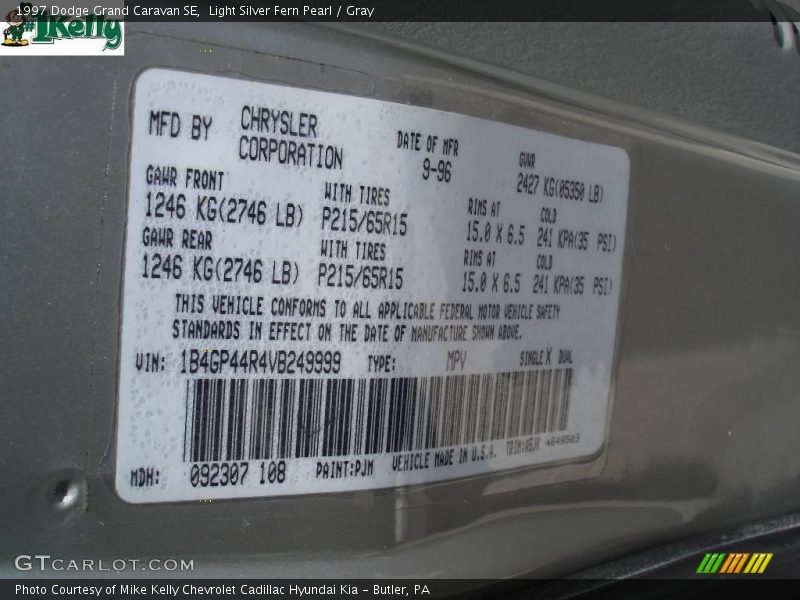 1997 Dodge Grand Caravan SE,  Light Silver Fern Pearl / Gray
#1Kelly
MFD BY CHRYSLER CORPORATION DATE OF MFR 9-96 GVWR 2427 KG(05350 LB)
GAWR FRONT WITH TIRES RIMS AT COLD
1246 KG(2746 LB) P215/65R15 15.0 X 6.5 241 KPA(35 PSI)
GAWR REAR WITH TIRES RIMS AT COLD
1246 KG(2746 LB) P215/65R15 15.0 X 6.5 241 KPA(35 PSI)
THIS VEHICLE CONFORMS TO ALL APPLICABLE FEDERAL MOTOR VEHICLE SAFETY
STANDARDS IN EFFECT ON THE DATE OF MANUFACTURE SHOWN ABOVE.
VIN: 1B4GP44R4VB249999 TYPE: MPV SINGLE X DUAL
MDH: 092307 108 PAINT:PJM VEHICLE MADE IN U.S.A. TRIM:A5JK 4648503
GTCARLOT.COM
Photo Courtesy of Mike Kelly Chevrolet Cadillac Hyundai Kia - Butler, PA